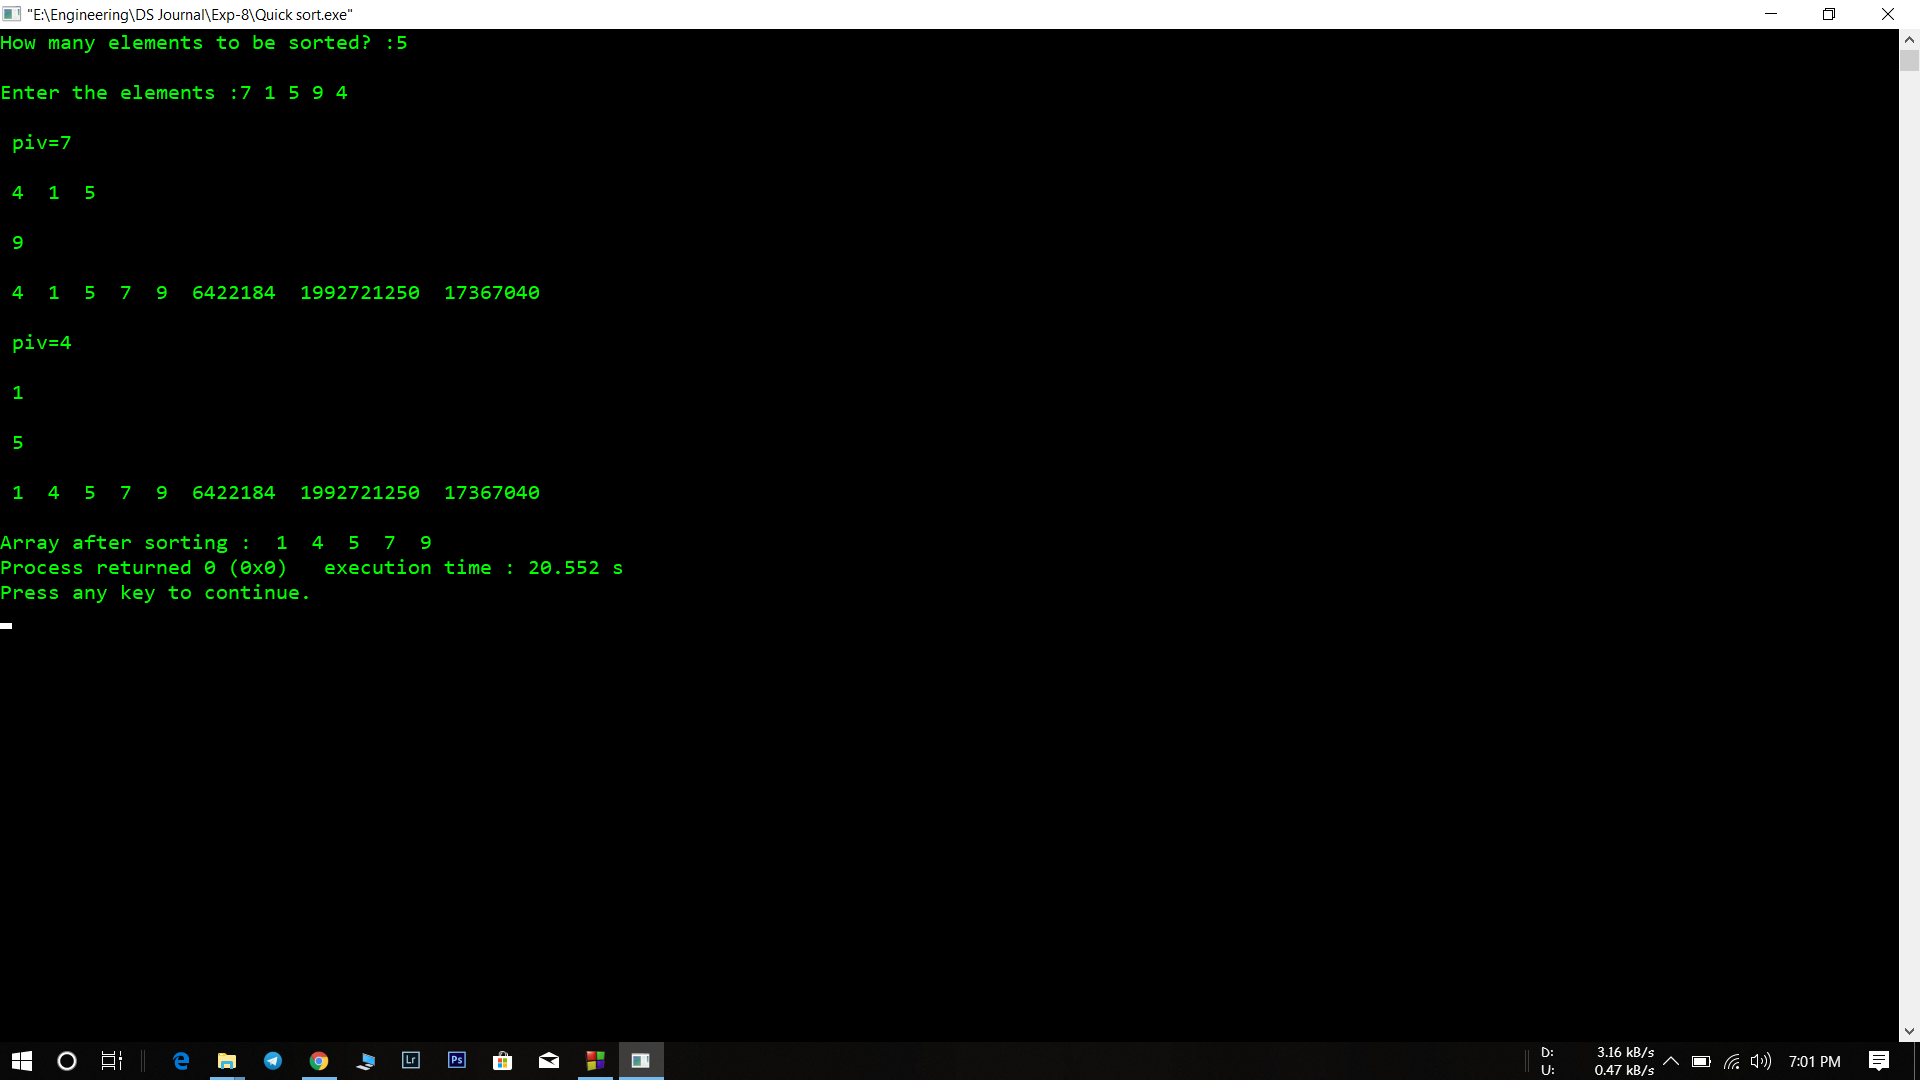 "E:\Engineering\DS Journal\Exp-8\Quick sort.exe"
How many elements to be sorted? :5
Enter the elements :7 1 5 9 4
piv=7
4  1  5
9
4  1  5  7  9  6422184  1992721250  17367040
piv=4
1
5
1  4  5  7  9  6422184  1992721250  17367040
Array after sorting :  1  4  5  7  9
Process returned 0 (0x0)   execution time : 20.552 s
Press any key to continue.
Lr
Ps
D: 3.16 kB/s
U: 0.47 kB/s
7:01 PM